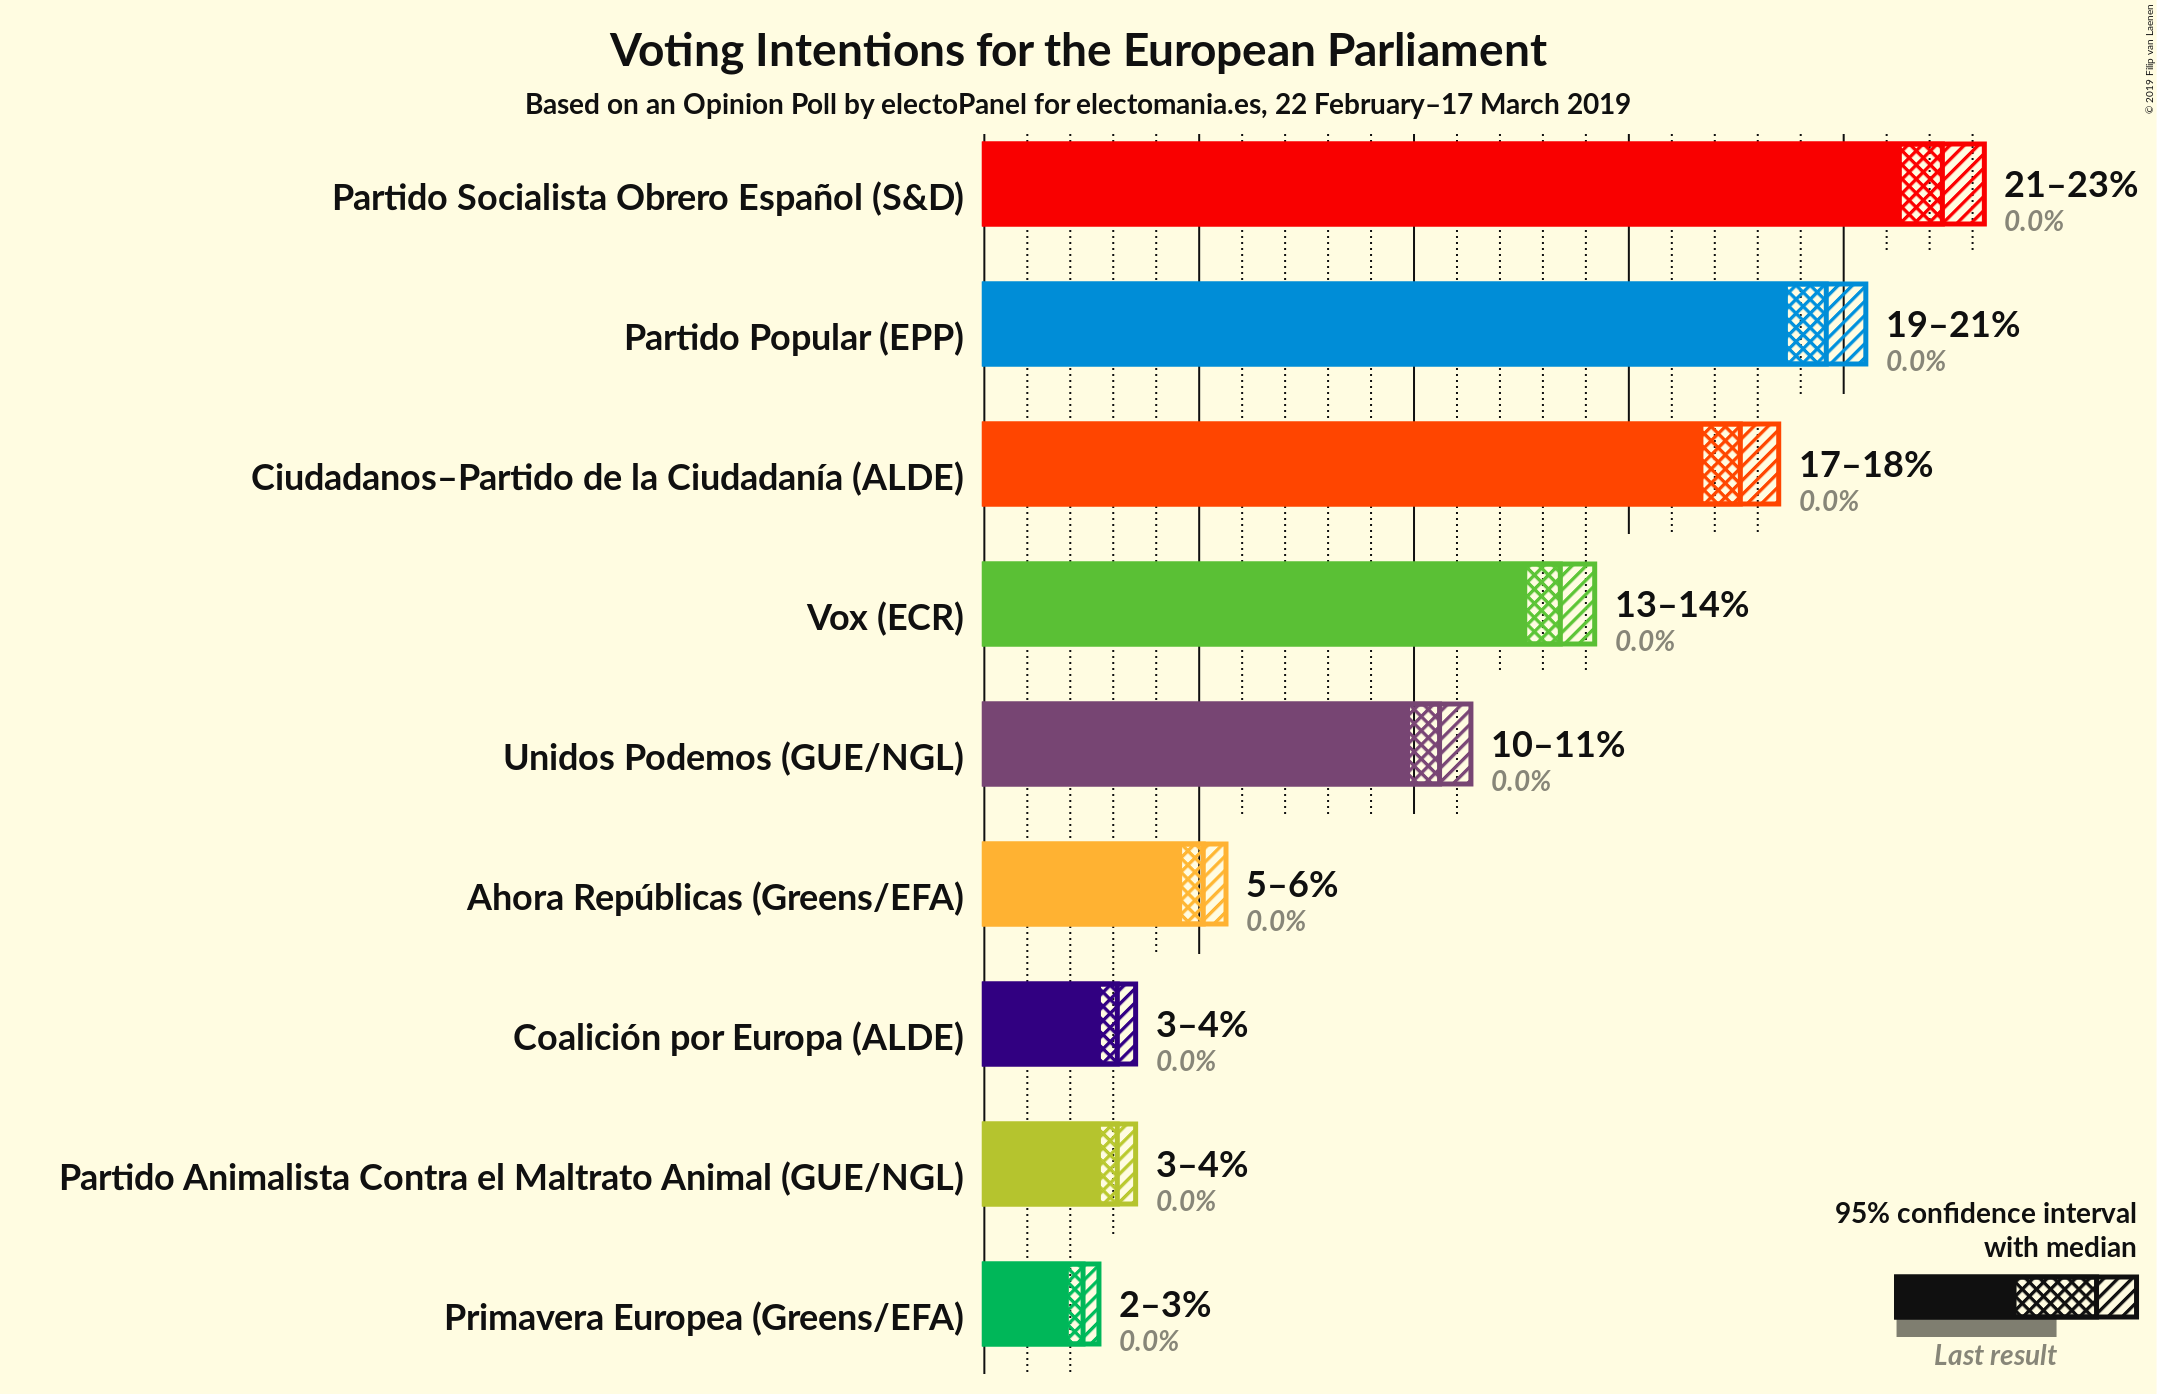 © 2019 Filip van Laenen
Voting Intentions for the European Parliament
Based on an Opinion Poll by electoPanel for electomania.es, 22 February–17 March 2019
Partido Socialista Obrero Español (S&D)
21–23%
0.0%
Partido Popular (EPP)
19–21%
0.0%
Ciudadanos–Partido de la Ciudadanía (ALDE)
17–18%
0.0%
Vox (ECR)
13–14%
0.0%
Unidos Podemos (GUE/NGL)
10–11%
0.0%
Ahora Repúblicas (Greens/EFA)
5–6%
0.0%
Coalición por Europa (ALDE)
3–4%
0.0%
Partido Animalista Contra el Maltrato Animal (GUE/NGL)
3–4%
0.0%
Primavera Europea (Greens/EFA)
2–3%
0.0%
95% confidence interval
with median
Last result